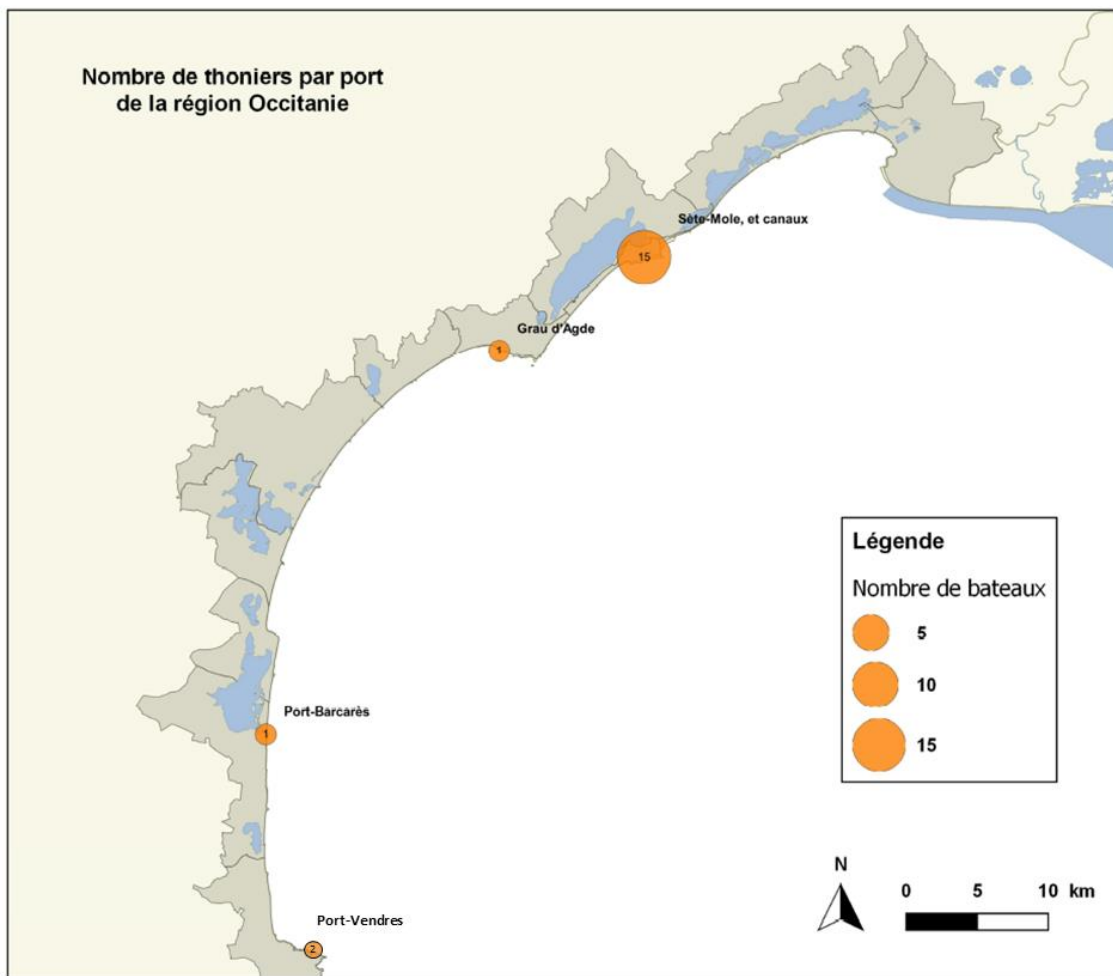 Nombre de thoniers par port
de la région Occitanie
Sète-Mole, et canaux
15
Grau d'Agde
1
Légende
Nombre de bateaux
5
10
15
Port-Barcarès
1
N
0 5 10 km
Port-Vendres
2